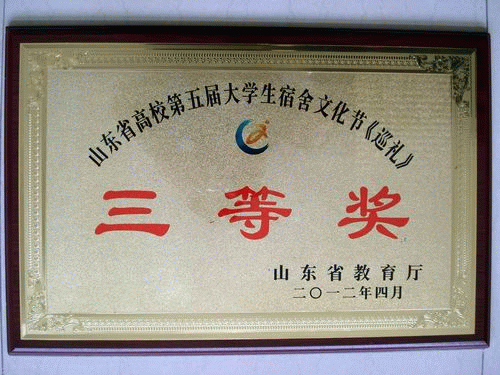 山东省高校第五届大学生宿舍文化节《巡礼》
三等奖
山东省教育厅
二〇一二年四月